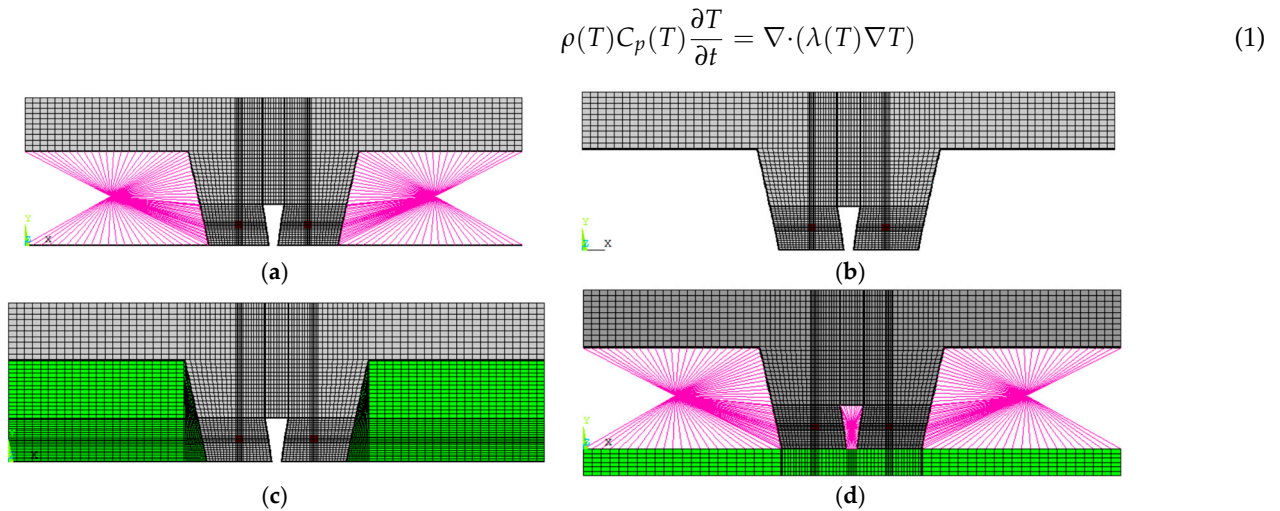 ρ(T)C_p(T) ∂T/∂t = ∇·(λ(T)∇T) (1)
Y
Z X
(a)
Y
Z X
(b)
Y
X
(c)
Y
Z X
(d)